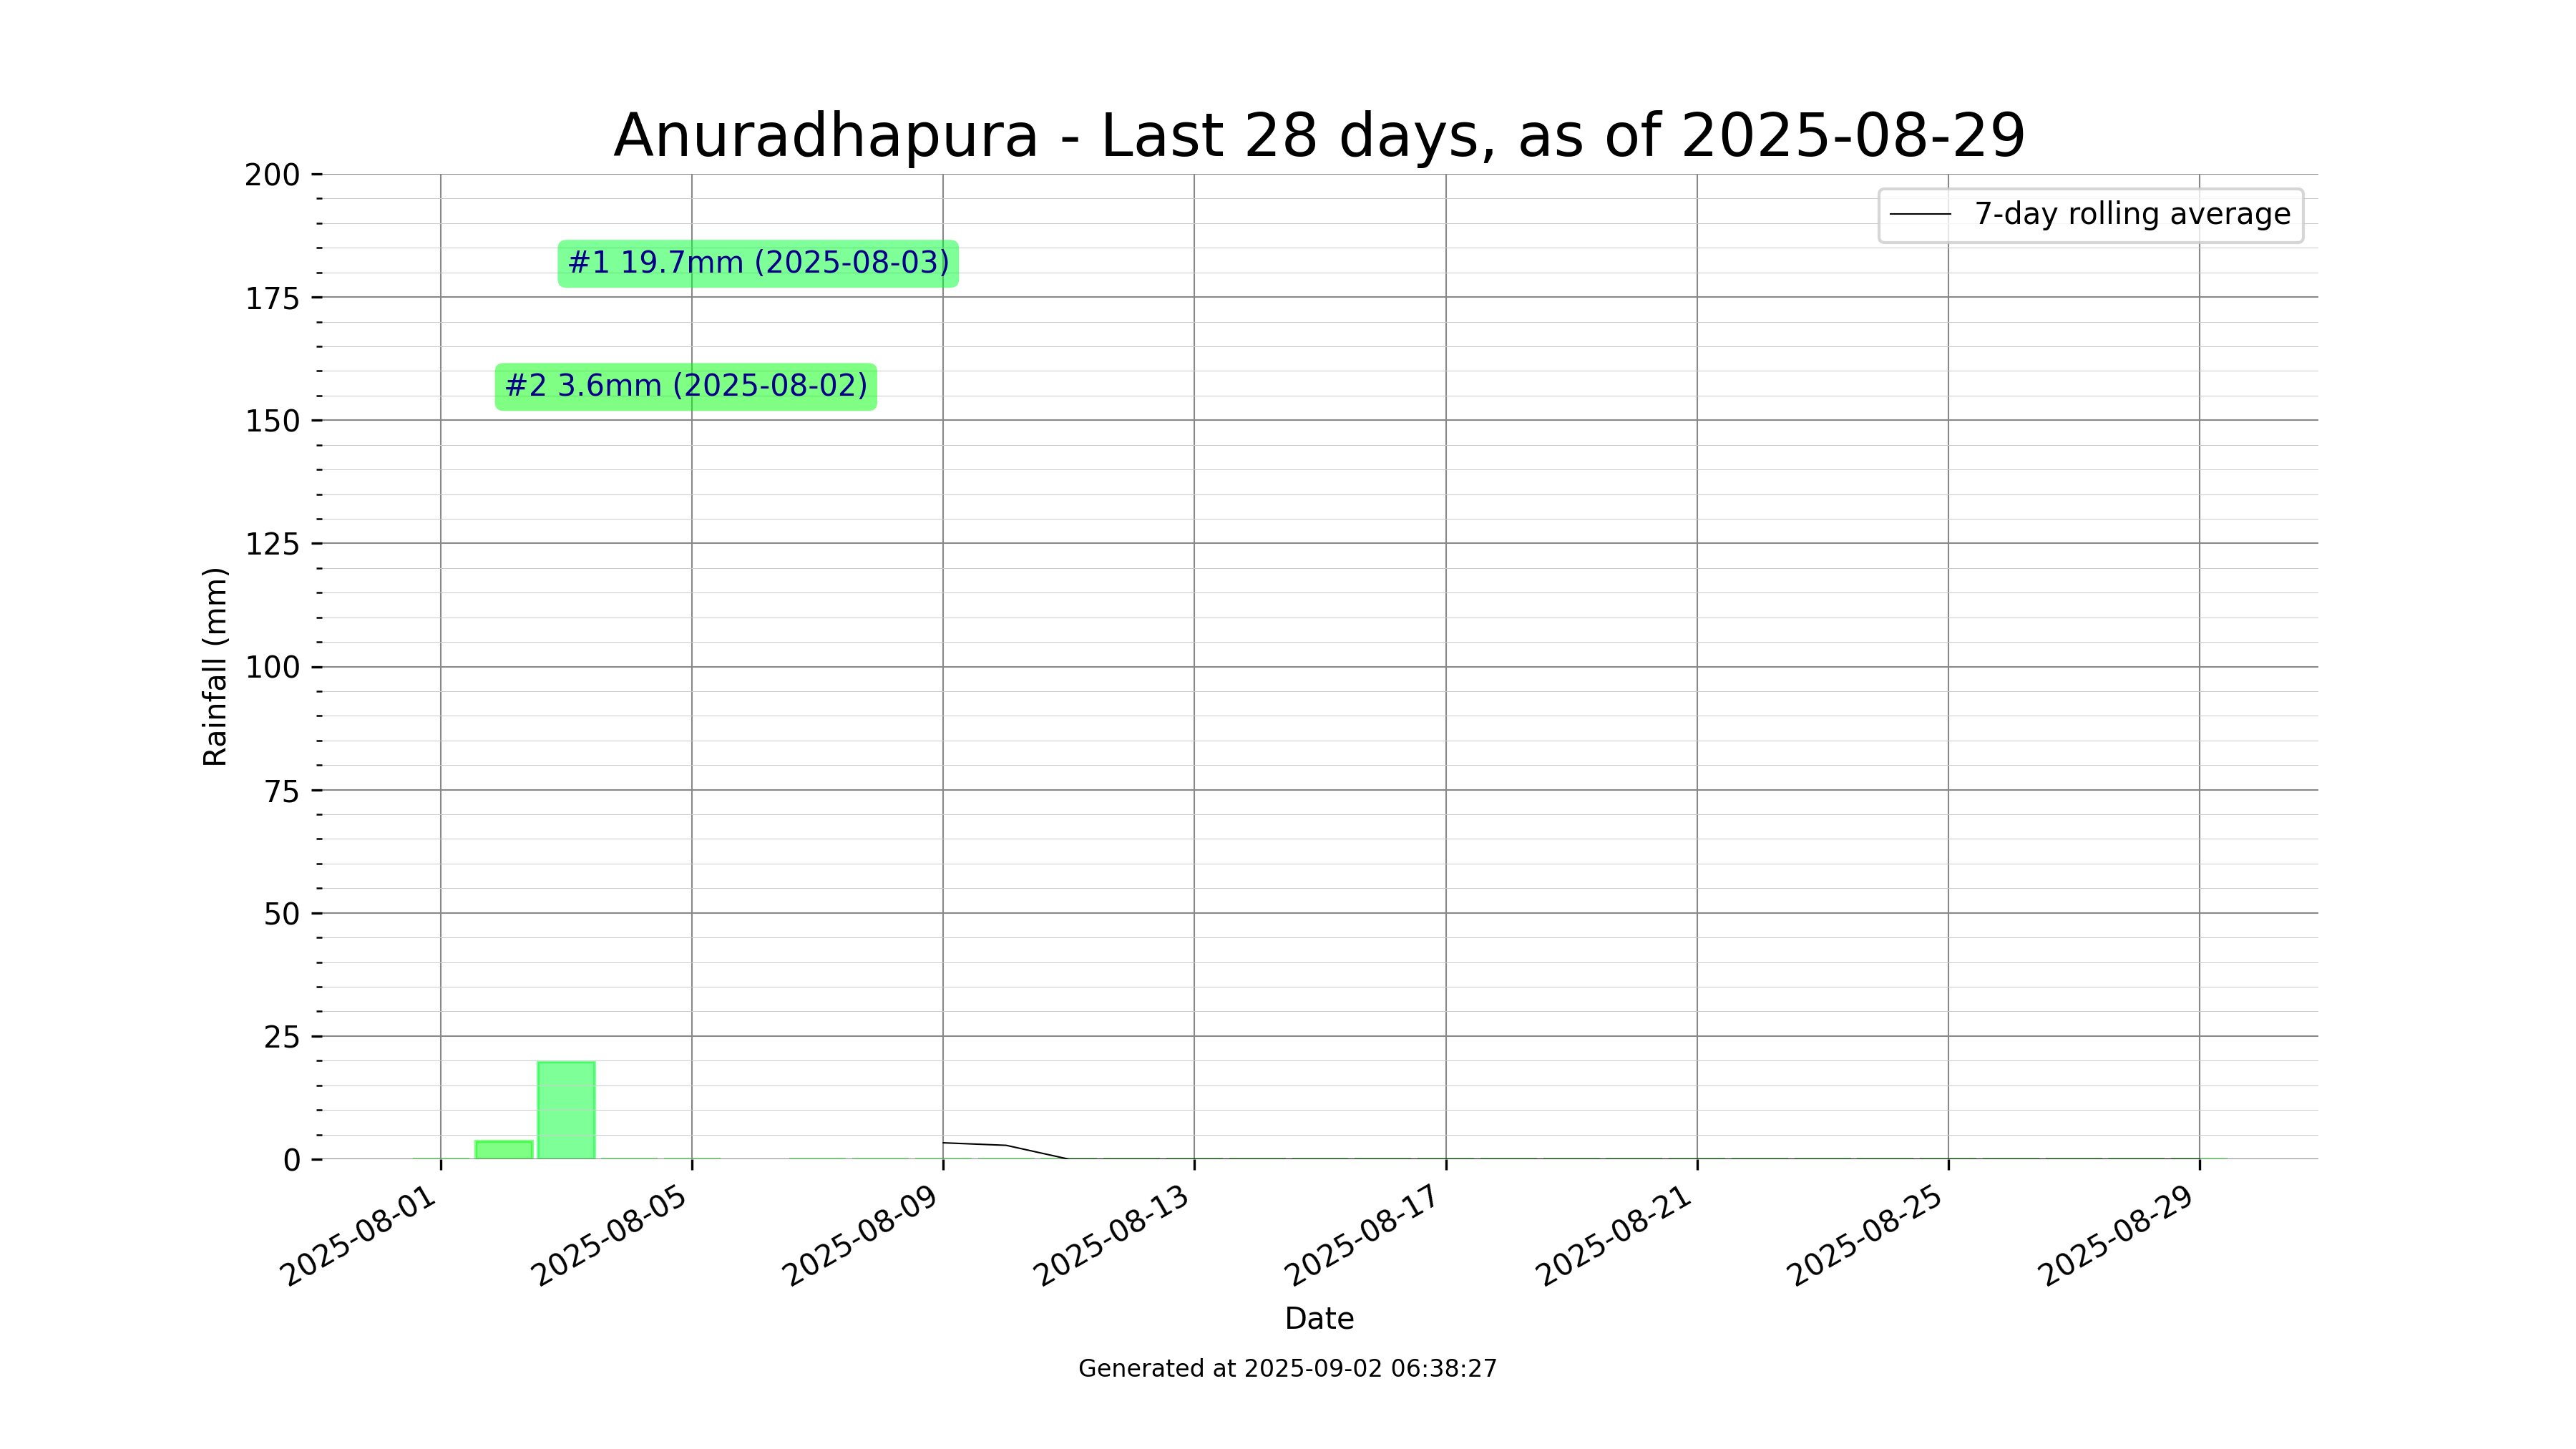 Anuradhapura - Last 28 days, as of 2025-08-29
200
175
150
125
100
75
50
25
0
Rainfall (mm)
7-day rolling average
#1 19.7mm (2025-08-03)
#2 3.6mm (2025-08-02)
2025-08-01
2025-08-05
2025-08-09
2025-08-13
2025-08-17
2025-08-21
2025-08-25
2025-08-29
Date
Generated at 2025-09-02 06:38:27